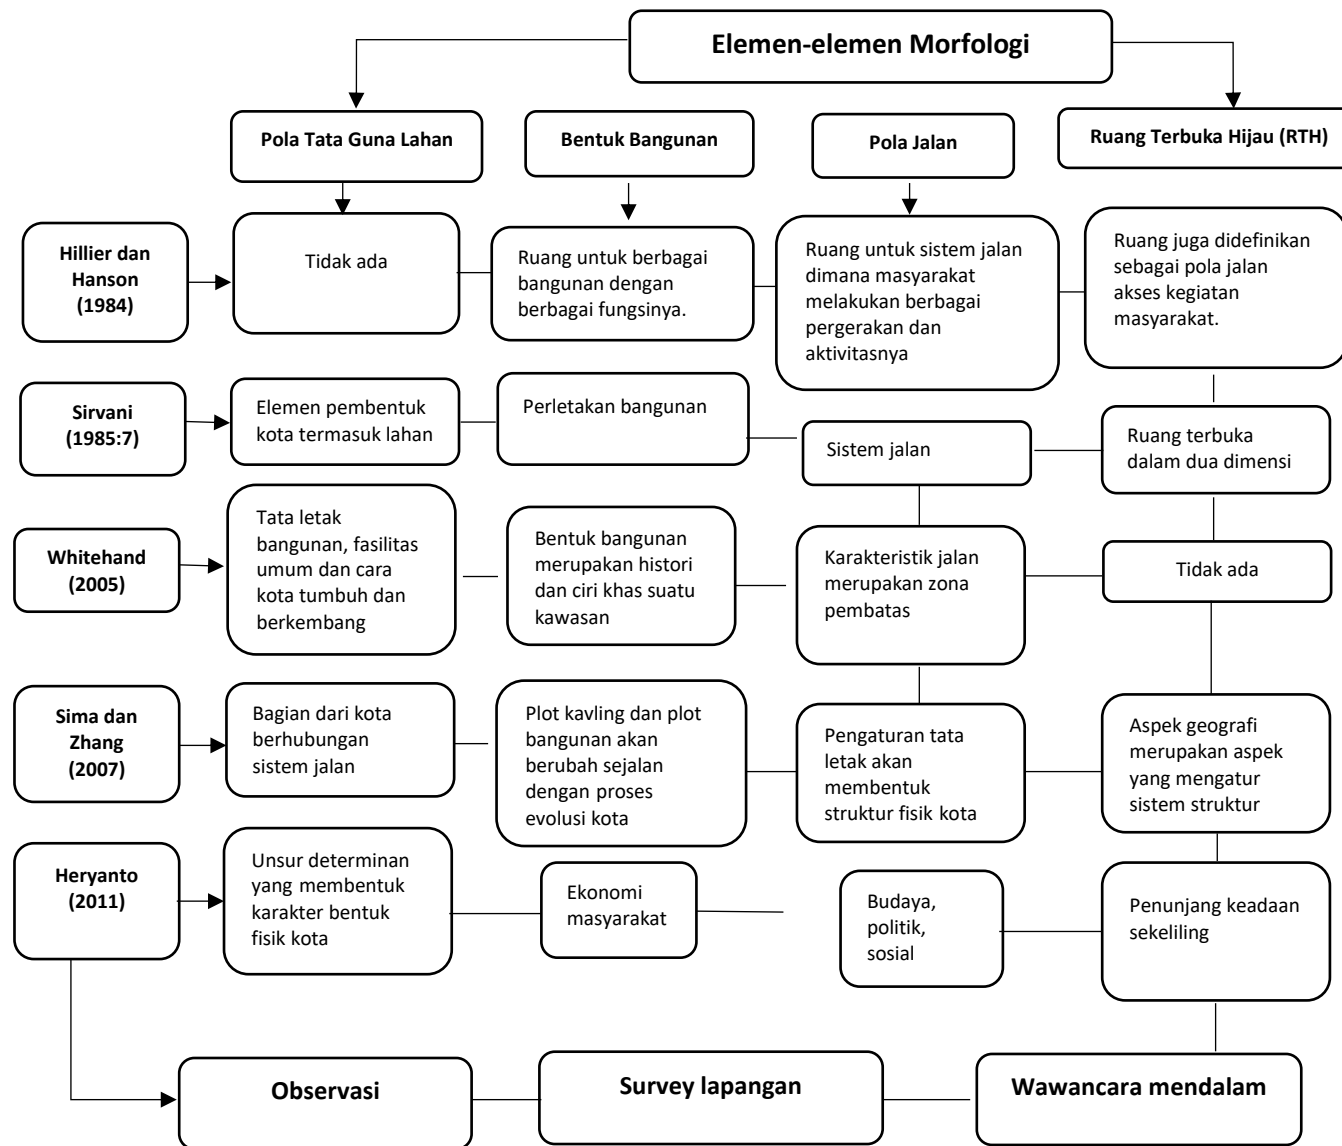 Elemen-elemen Morfologi
Pola Tata Guna Lahan
Bentuk Bangunan
Pola Jalan
Ruang Terbuka Hijau (RTH)
Hillier dan
Hanson
(1984)
Tidak ada
Ruang untuk berbagai
bangunan dengan
berbagai fungsinya.
Ruang untuk sistem jalan
dimana masyarakat
melakukan berbagai
pergerakan dan
aktivitasnya
Ruang juga didefinikan
sebagai pola jalan
akses kegiatan
masyarakat.
Sirvani
(1985:7)
Elemen pembentuk
kota termasuk lahan
Perletakan bangunan
Sistem jalan
Ruang terbuka
dalam dua dimensi
Whitehand
(2005)
Tata letak
bangunan, fasilitas
umum dan cara
kota tumbuh dan
berkembang
Bentuk bangunan
merupakan histori
dan ciri khas suatu
kawasan
Karakteristik jalan
merupakan zona
pembatas
Tidak ada
Sima dan
Zhang
(2007)
Bagian dari kota
berhubungan
sistem jalan
Plot kavling dan plot
bangunan akan
berubah sejalan
dengan proses
evolusi kota
Pengaturan tata
letak akan
membentuk
struktur fisik kota
Aspek geografi
merupakan aspek
yang mengatur
sistem struktur
Heryanto
(2011)
Unsur determinan
yang membentuk
karakter bentuk
fisik kota
Ekonomi
masyarakat
Budaya,
politik,
sosial
Penunjang keadaan
sekeliling
Observasi
Survey lapangan
Wawancara mendalam